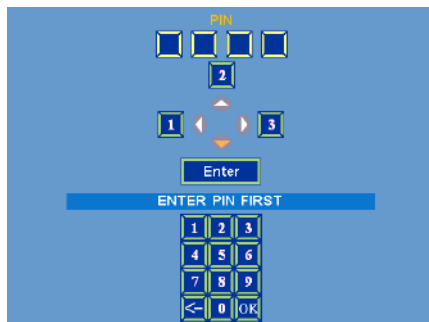 PIN
2
1 3
Enter
ENTER PIN FIRST
1 2 3
4 5 6
7 8 9
<- 0 OK